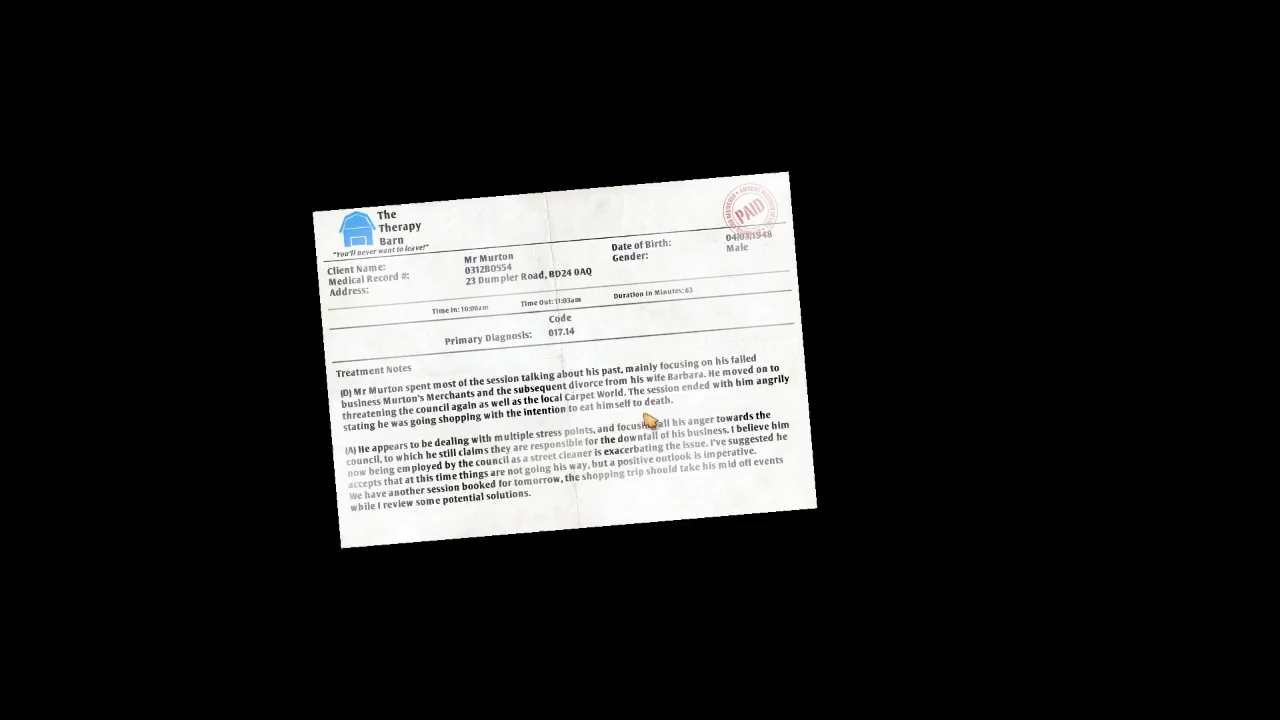 The
Therapy
Barn
"You'll never want to leave!"
PAID
Client Name: Mr Murton Date of Birth: 04/03/1948
Medical Record #: 0312B0554 Gender: Male
Address: 23 Dumpler Road, BD24 0AQ
Time In: 10:00am Time Out: 11:03am Duration In Minutes: 63
Code
Primary Diagnosis: 017.14
Treatment Notes
(D) Mr Murton spent most of the session talking about his past, mainly focusing on his failed
business Murton's Merchants and the subsequent divorce from his wife Barbara. He moved on to
threatening the council again as well as the local Carpet World. The session ended with him angrily
stating he was going shopping with the intention to eat himself to death.
(A) He appears to be dealing with multiple stress points, and focusing all his anger towards the
council, to which he still claims they are responsible for the downfall of his business. I believe him
now being employed by the council as a street cleaner is exacerbating the issue. I've suggested he
accepts that at this time things are not going his way, but a positive outlook is imperative.
We have another session booked for tomorrow, the shopping trip should take his mid off events
while I review some potential solutions.